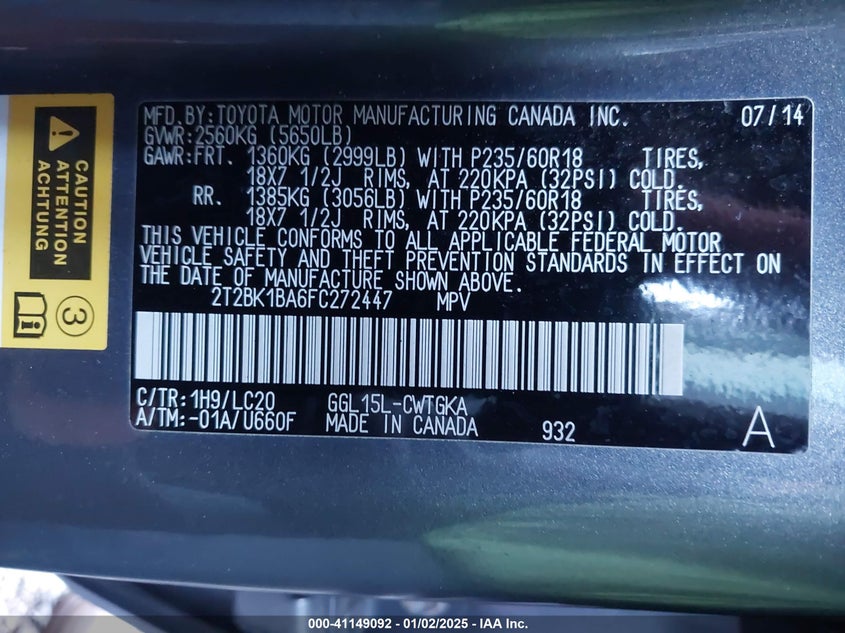 CAUTION
ATTENTION
3
MFD. BY: TOYOTA MOTOR MANUFACTURING CANADA INC. 07/14
GVWR: 2560KG (5650LB)
GAWR: FRT. 1360KG (2999LB) WITH P235/60R18 TIRES,
18X7 1/2J RIMS, AT 220KPA (32PSI) COLD.
RR. 1385KG (3056LB) WITH P235/60R18 TIRES,
18X7 1/2J RIMS, AT 220KPA (32PSI) COLD.
THIS VEHICLE CONFORMS TO ALL APPLICABLE FEDERAL MOTOR
VEHICLE SAFETY AND THEFT PREVENTION STANDARDS IN EFFECT ON
THE DATE OF MANUFACTURE SHOWN ABOVE.
2T2BK1BA6FC272447 MPV
C/TR: 1H9/LC20 GGL15L-CWTGKA
A/TM: -01A/U660F MADE IN CANADA 932 A
000-41149092 - 01/02/2025 - IAA Inc.